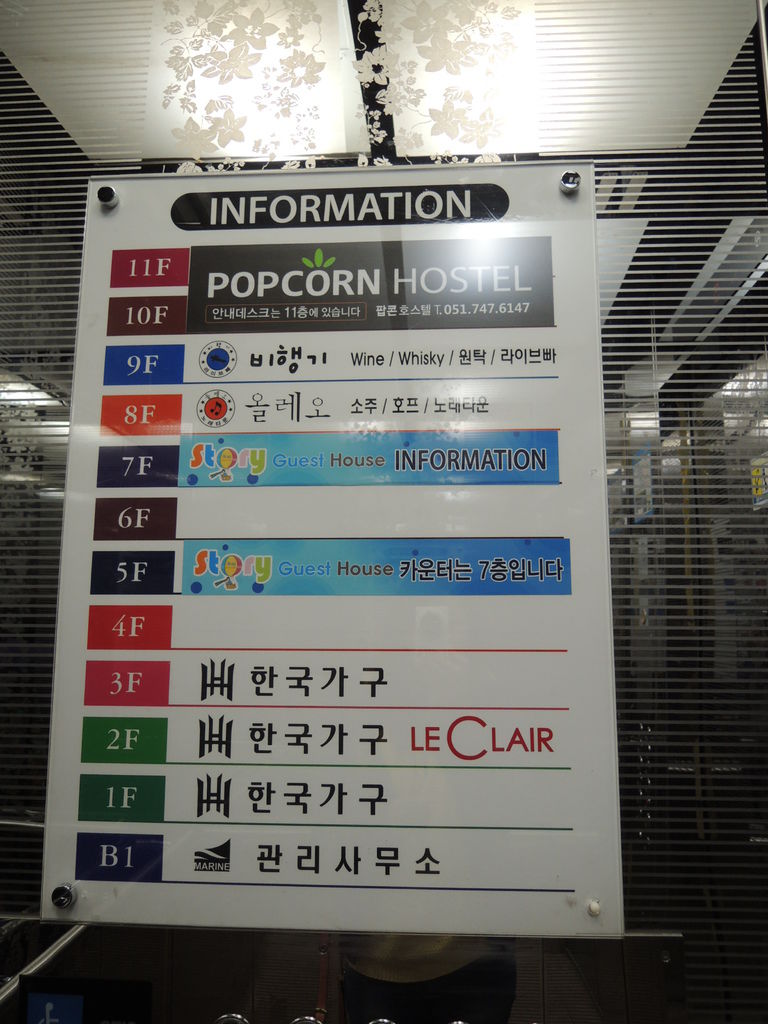 INFORMATION
11F
POPCORN HOSTEL
10F
안내데스크는 11층에 있습니다 팝콘호스텔 T.051.747.6147
9F 비행기 Wine / Whisky / 원탁 / 라이브빠
8F 올레오 소주 / 호프 / 노래타운
7F Story Guest House INFORMATION
6F
5F Story Guest House 카운터는 7층입니다
4F
3F 한국가구
2F 한국가구 LECLAIR
1F 한국가구
B1 MARINE 관리사무소